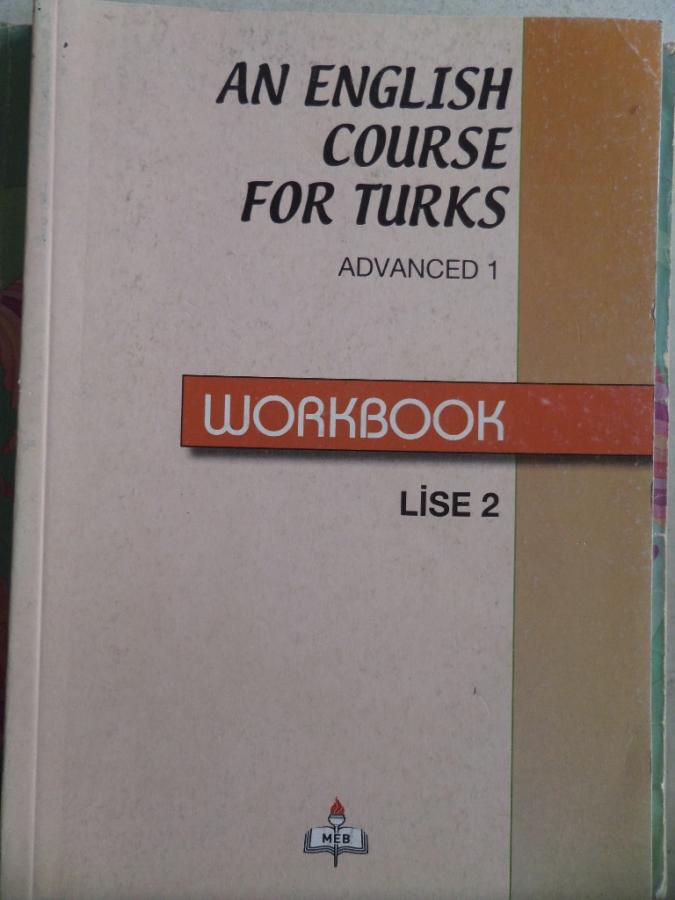 AN ENGLISH
COURSE
FOR TURKS
ADVANCED 1
WORKBOOK
LİSE 2
MEB